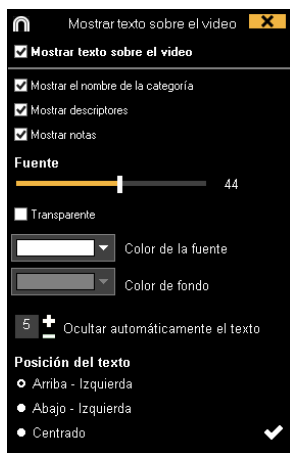 Mostrar texto sobre el video
Mostrar texto sobre el video
Mostrar el nombre de la categoría
Mostrar descriptores
Mostrar notas
Fuente
44
Transparente
Color de la fuente
Color de fondo
5 Ocultar automáticamente el texto
Posición del texto
Arriba - Izquierda
Abajo - Izquierda
Centrado